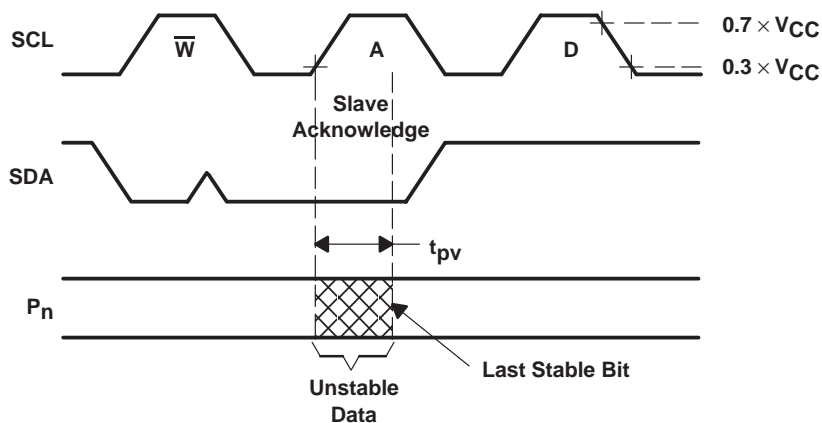 SCL
W
A
D
0.7 × VCC
0.3 × VCC
Slave
Acknowledge
SDA
tpv
Pn
Last Stable Bit
Unstable
Data